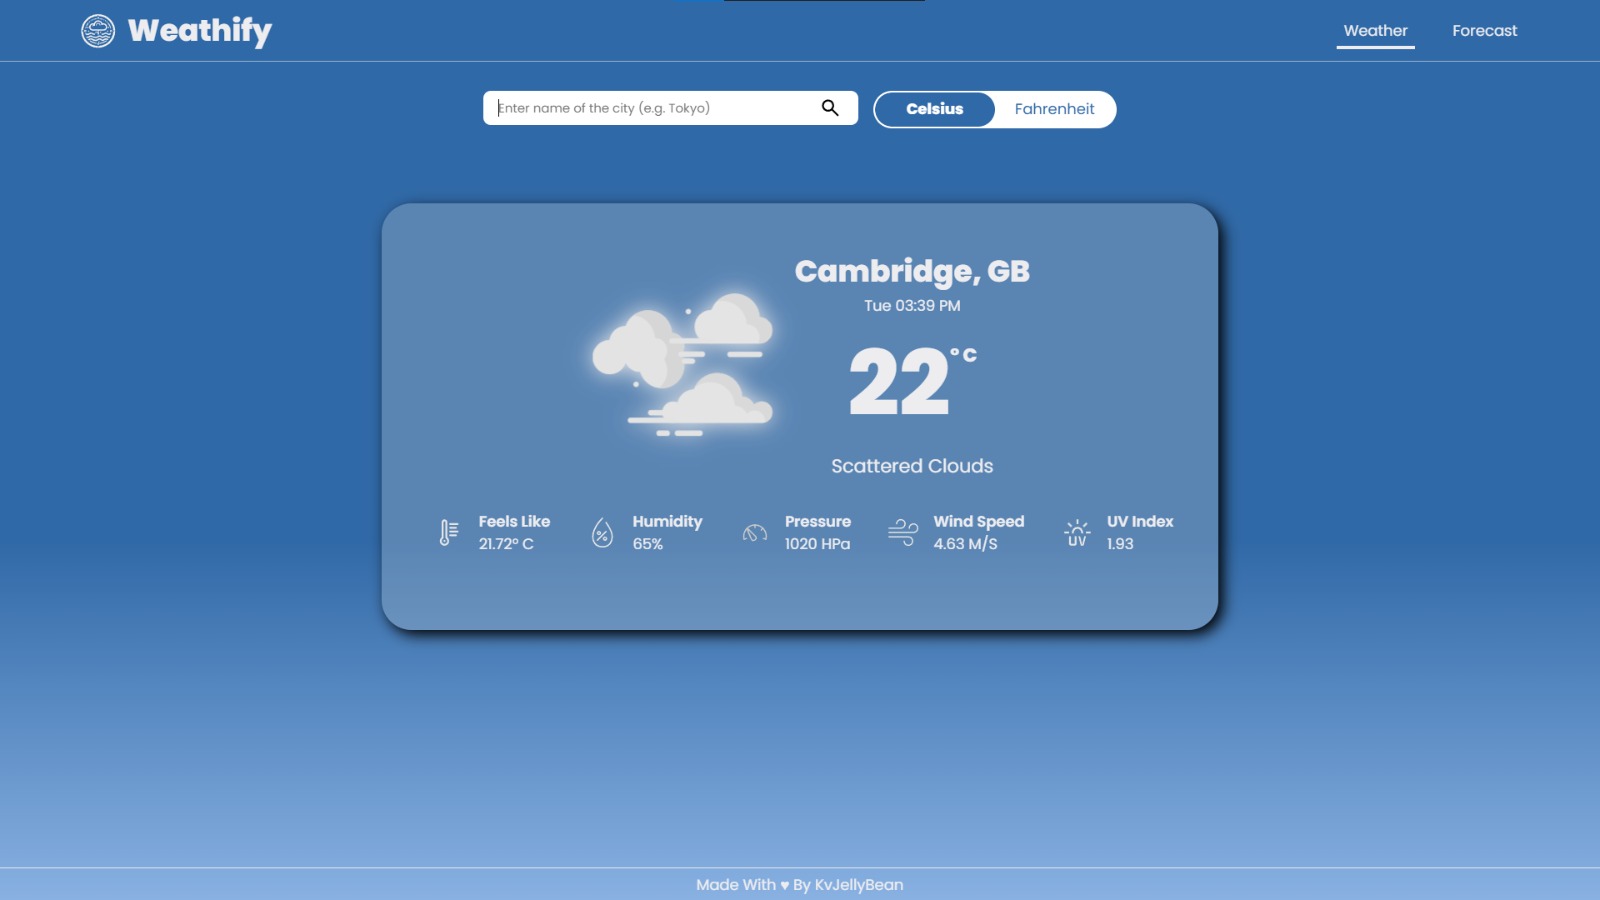 Weathify
Weather Forecast
Enter name of the city (e.g. Tokyo)
Celsius Fahrenheit
Cambridge, GB
Tue 03:39 PM
22° C
Scattered Clouds
Feels Like
21.72° C
Humidity
65%
Pressure
1020 HPa
Wind Speed
4.63 M/S
UV
UV Index
1.93
Made With ♥ By KvJellyBean